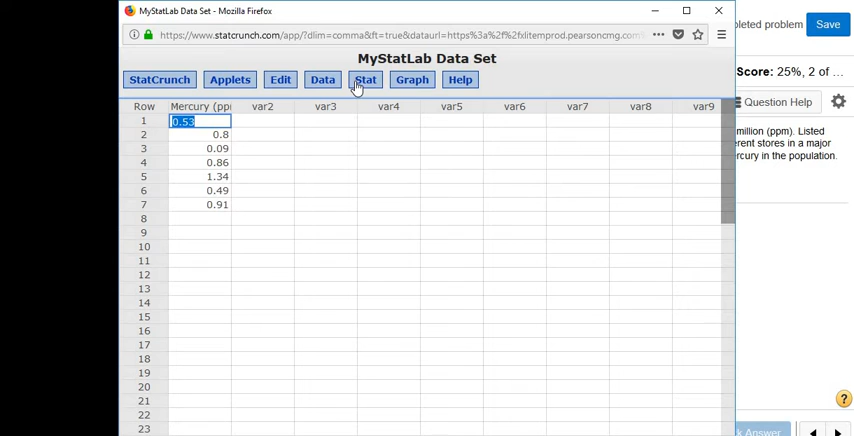 MyStatLab Data Set - Mozilla Firefox
https://www.statcrunch.com/app/?dlim=comma&ft=true&dataurl=https%3a%2f%2fxlitemprod.pearsoncmg.com%
MyStatLab Data Set
StatCrunch Applets Edit Data Stat Graph Help
Row Mercury (ppm var2 var3 var4 var5 var6 var7 var8 var9
1 0.53
2 0.8
3 0.09
4 0.86
5 1.34
6 0.49
7 0.91
8
9
10
11
12
13
14
15
16
17
18
19
20
21
22
23
pleted problem Save
Score: 25%, 2 of ...
Question Help
million (ppm). Listed
erent stores in a major
ercury in the population.
?
k Answer